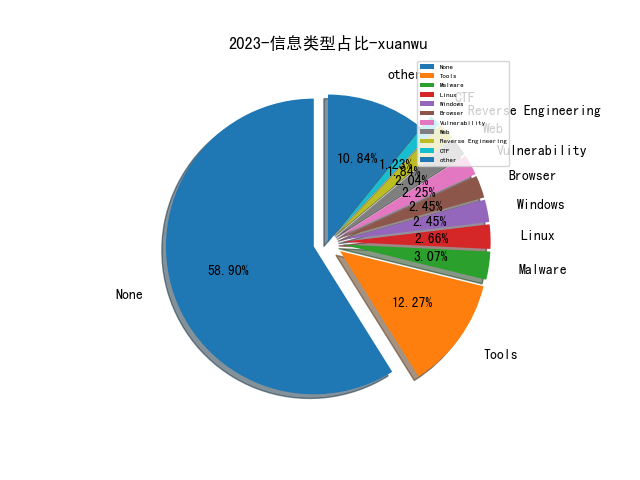 2023-信息类型占比-xuanwu
None
Tools
Malware
Linux
Windows
Browser
Vulnerability
Web
Reverse Engineering
CTF
other
other
CTF
Reverse Engineering
Web
Vulnerability
Browser
Windows
Linux
Malware
Tools
None
10.84%
1.23%
1.84%
2.04%
2.25%
2.45%
2.45%
2.66%
3.07%
12.27%
58.90%